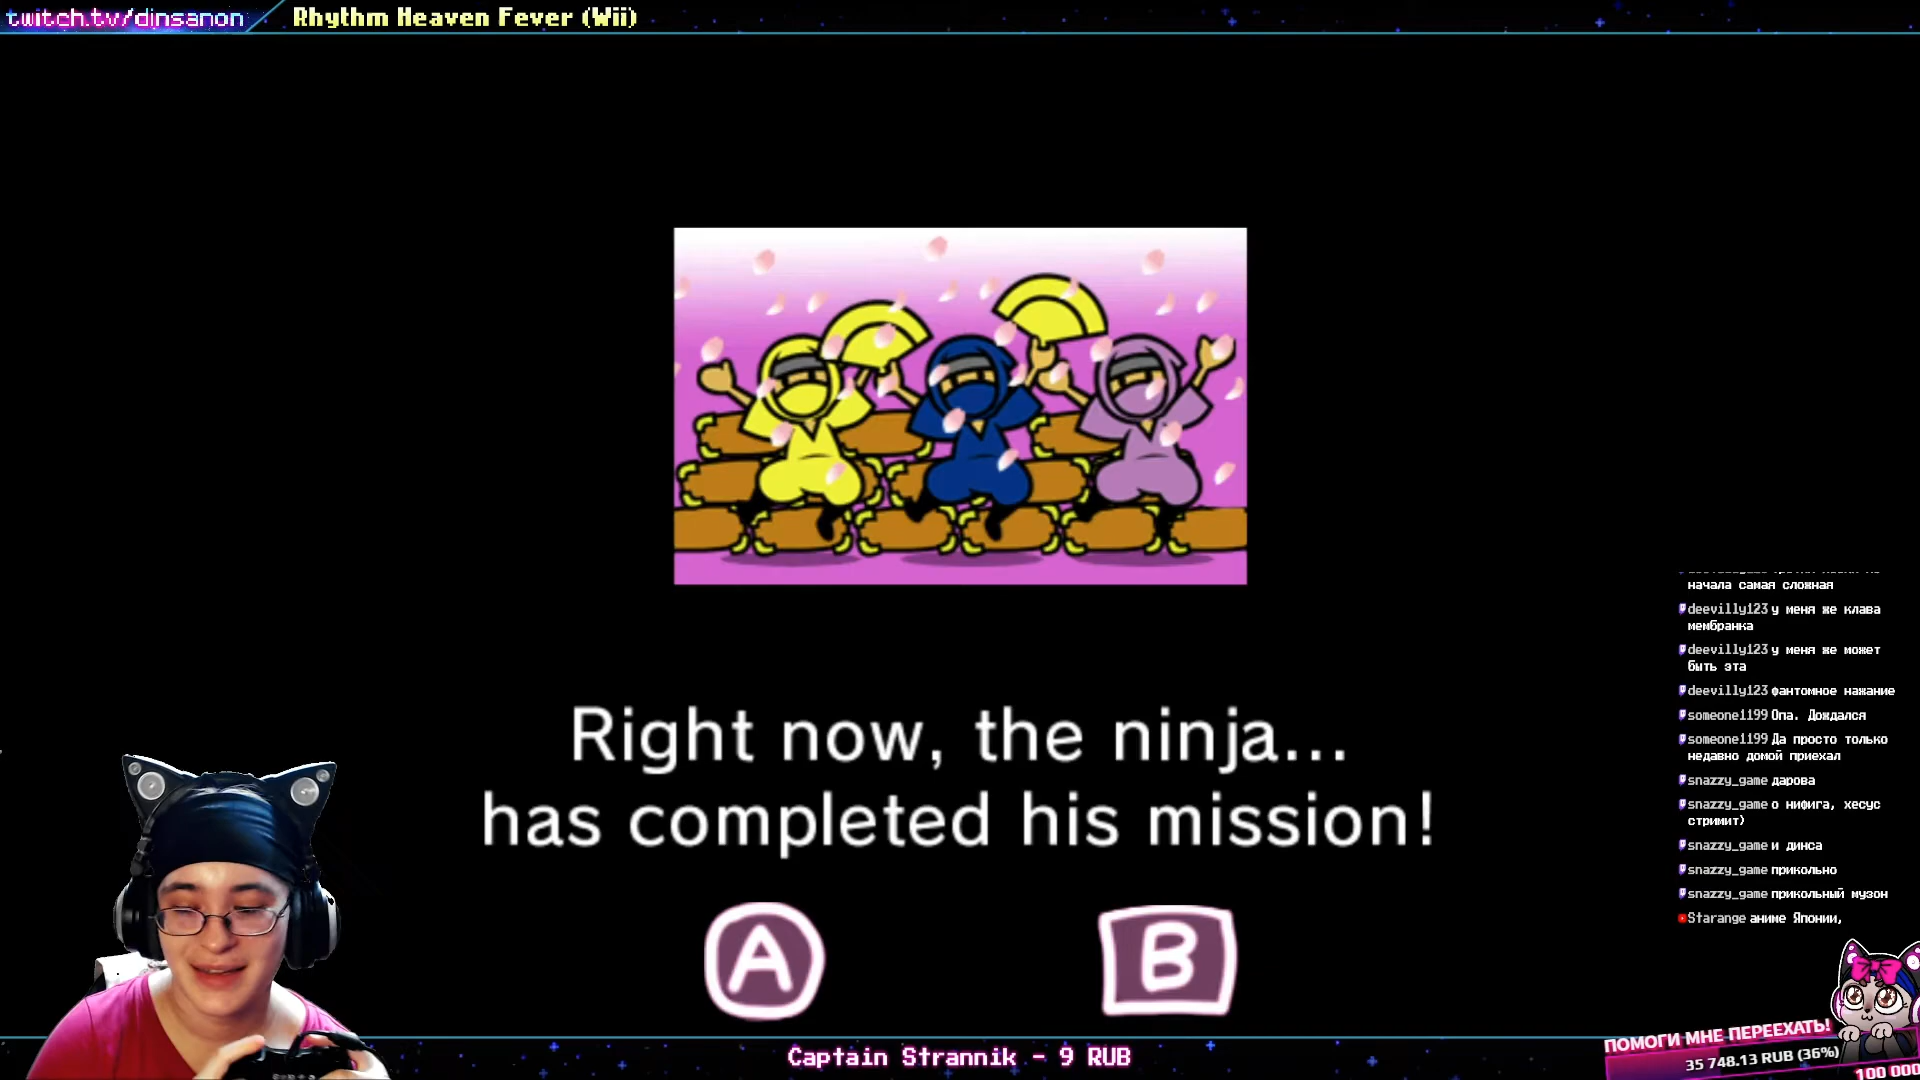 twitch.tv/dinsanon
Rhythm Heaven Fever (Wii)
Right now, the ninja...
has completed his mission!
A
B
начала самая сложная
deevilly123 у меня же клава
мембранка
deevilly123 у меня же может
быть эта
deevilly123 фантомное нажание
someone1199 Опа. Дождался
someone1199 Да просто только
недавно домой приехал
snazzy_game дарова
snazzy_game о нифига, хесус
стримит)
snazzy_game и динса
snazzy_game прикольно
snazzy_game прикольный музон
Starange аниме Японии,
ПОМОГИ МНЕ ПЕРЕЕХАТЬ!
35 748.13 RUB (36%)
100 000
Captain Strannik - 9 RUB